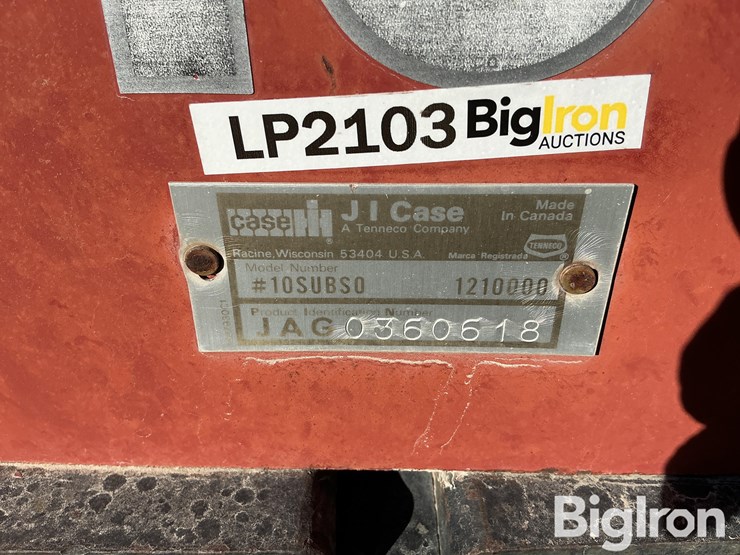 LP2103 BigIron
AUCTIONS
case IH J I Case
A Tenneco Company
Made
In Canada
Racine, Wisconsin 53404 U.S.A.
Marca Registrada
TENNECO
®
Model Number
#10SUBSO 1210000
Product Identification Number
JAG0360618
BigIron